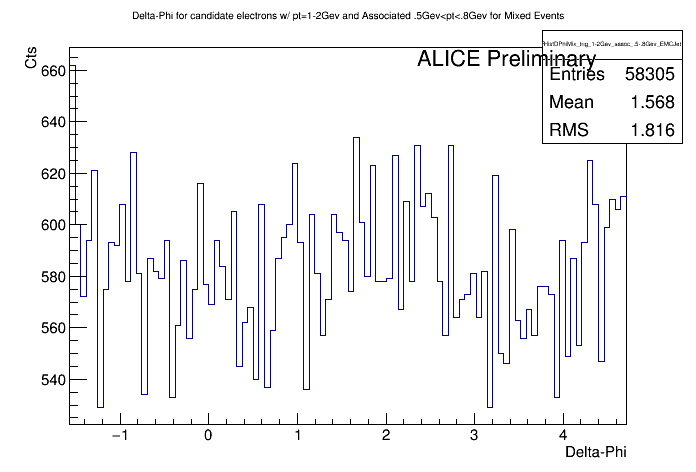 Delta-Phi for candidate electrons w/ pt=1-2Gev and Associated .5Gev<pt<.8Gev for Mixed Events
Cts
ALICE Preliminary
Entries 58305
Mean 1.568
RMS 1.816
660
640
620
600
580
560
540
−1 0 1 2 3 4
Delta-Phi